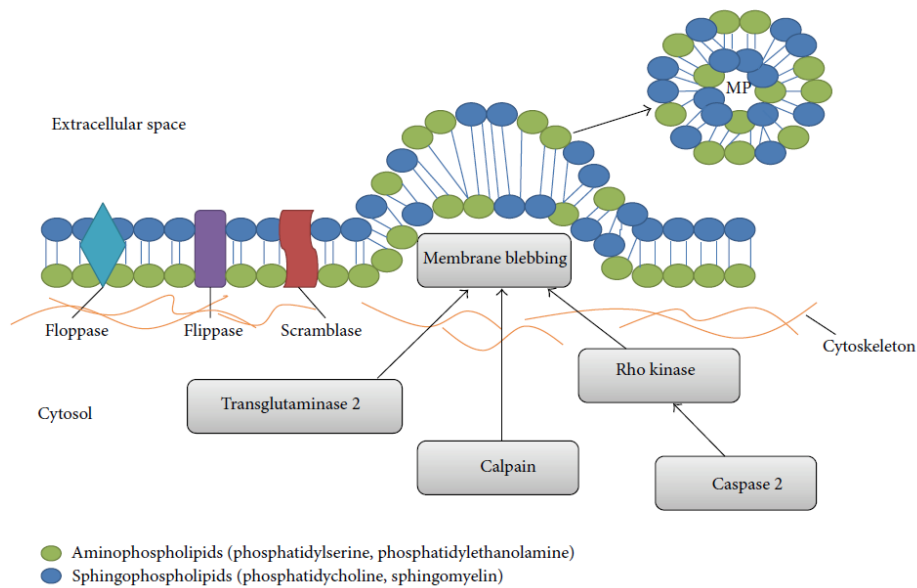 MP
Extracellular space
Membrane blebbing
Floppase
Flippase
Scramblase
Cytoskeleton
Rho kinase
Transglutaminase 2
Cytosol
Calpain
Caspase 2
Aminophospholipids (phosphatidylserine, phosphatidylethanolamine)
Sphingophospholipids (phosphatidycholine, sphingomyelin)